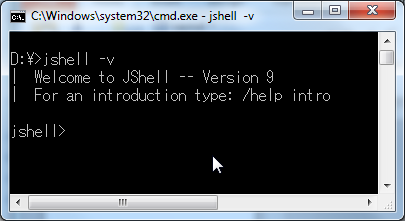 C:\Windows\system32\cmd.exe - jshell  -v
D:¥>jshell -v
|  Welcome to JShell -- Version 9
|  For an introduction type: /help intro
jshell>